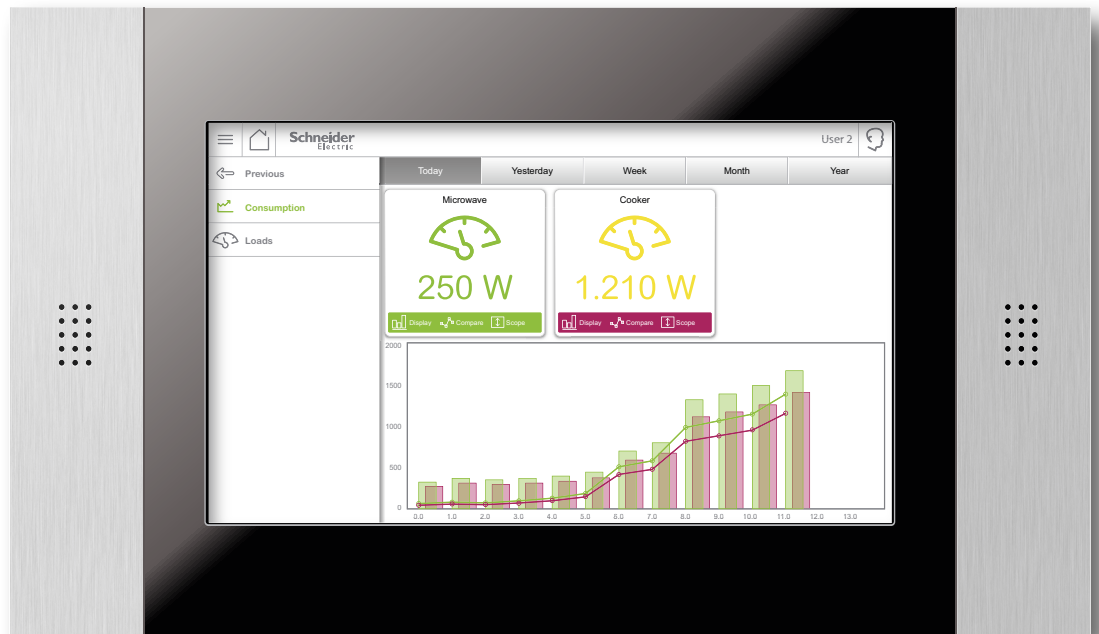 Schneider
Electric
User 2
Previous
Consumption
Loads
Today Yesterday Week Month Year
Microwave Cooker
250 W 1.210 W
Display Compare Scope Display Compare Scope
2000
1500
1000
500
0
0.0 1.0 2.0 3.0 4.0 5.0 6.0 7.0 8.0 9.0 10.0 11.0 12.0 13.0